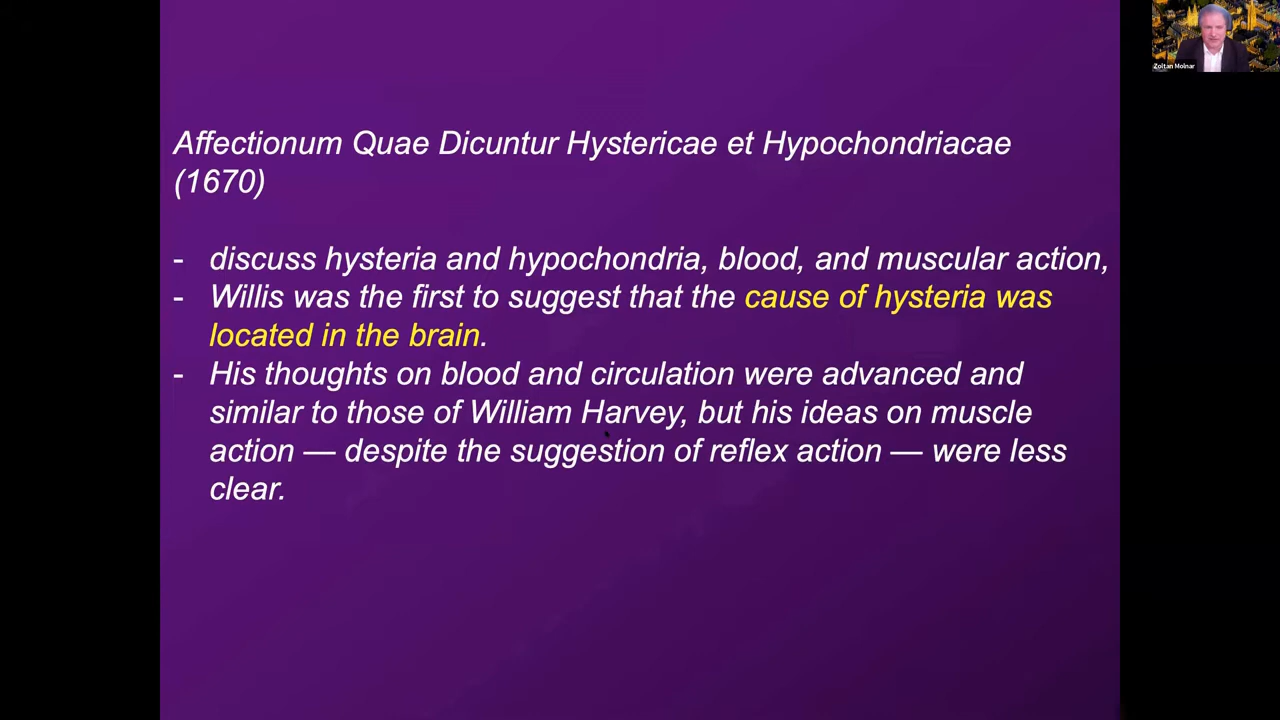 Zoltan Molnar
Affectionum Quae Dicuntur Hystericae et Hypochondriacae
(1670)
- discuss hysteria and hypochondria, blood, and muscular action,
- Willis was the first to suggest that the cause of hysteria was
located in the brain.
- His thoughts on blood and circulation were advanced and
similar to those of William Harvey, but his ideas on muscle
action — despite the suggestion of reflex action — were less
clear.